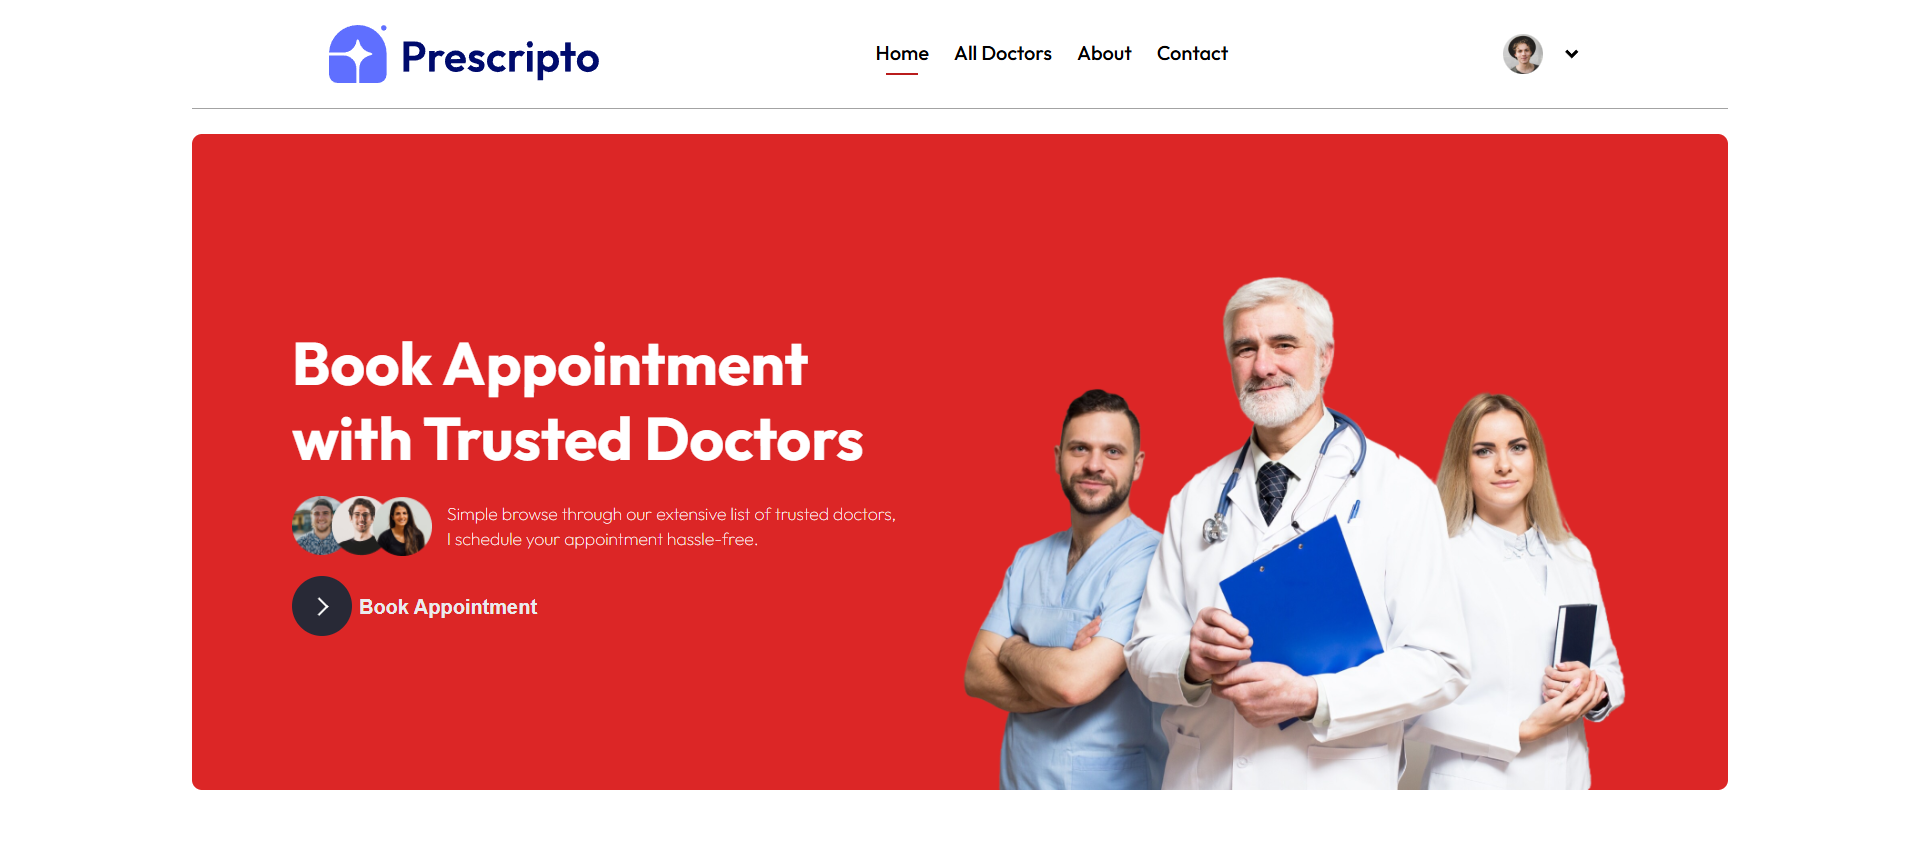 Prescripto
Home
All Doctors
About
Contact
Book Appointment
with Trusted Doctors
Simple browse through our extensive list of trusted doctors,
I schedule your appointment hassle-free.
Book Appointment